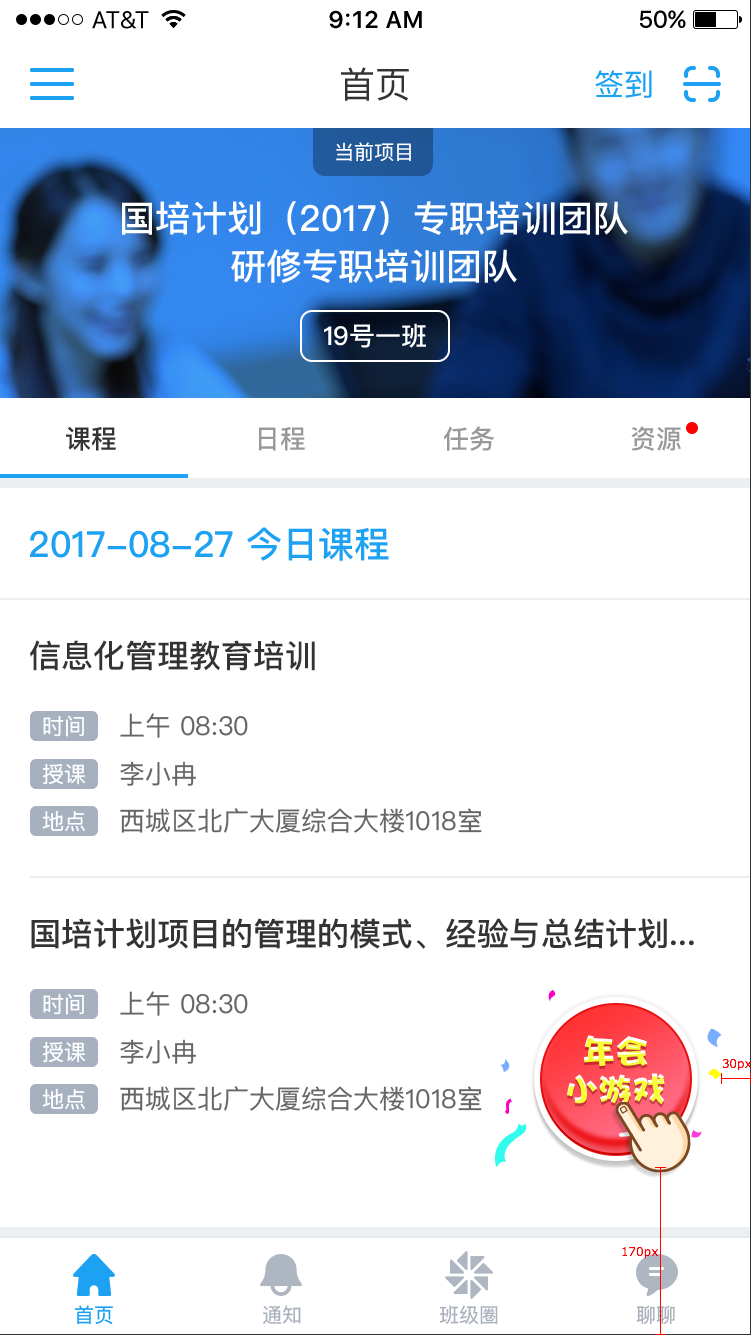 AT&T 9:12 AM 50%
首页 签到
当前项目
国培计划（2017）专职培训团队
研修专职培训团队
19号一班
课程 日程 任务 资源
2017-08-27 今日课程
信息化管理教育培训
时间 上午 08:30
授课 李小冉
地点 西城区北广大厦综合大楼1018室
国培计划项目的管理的模式、经验与总结计划...
时间 上午 08:30
授课 李小冉
地点 西城区北广大厦综合大楼1018室
年会
小游戏
30px
170px
首页 通知 班级圈 聊聊